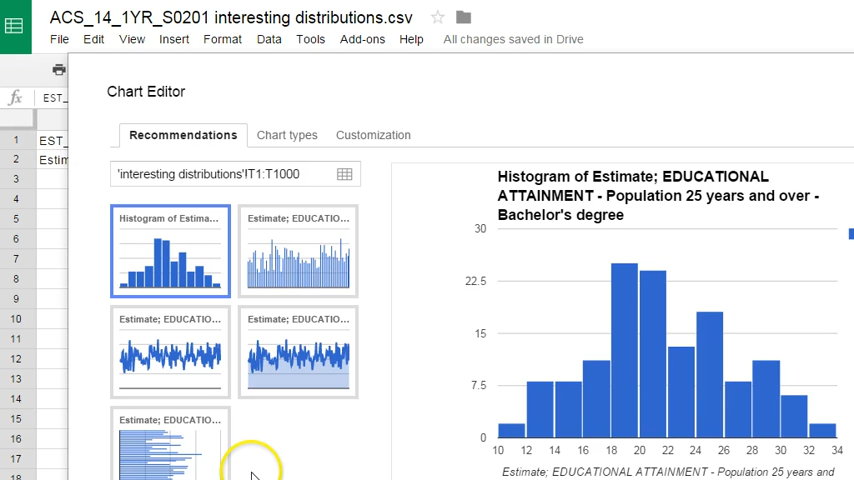 ACS_14_1YR_S0201 interesting distributions.csv
File Edit View Insert Format Data Tools Add-ons Help All changes saved in Drive
Chart Editor
fx EST_
Recommendations Chart types Customization
1 EST_
2 Estim
'interesting distributions'!T1:T1000
3
4
5
6
7
8
9
10
11
12
13
14
15
16
17
18
Histogram of Estima...
Estimate; EDUCATIO...
Estimate; EDUCATIO...
Estimate; EDUCATIO...
Estimate; EDUCATIO...
Histogram of Estimate; EDUCATIONAL
ATTAINMENT - Population 25 years and over -
Bachelor's degree
30
22.5
15
7.5
0
10 12 14 16 18 20 22 24 26 28 30 32 34
Estimate; EDUCATIONAL ATTAINMENT - Population 25 years and